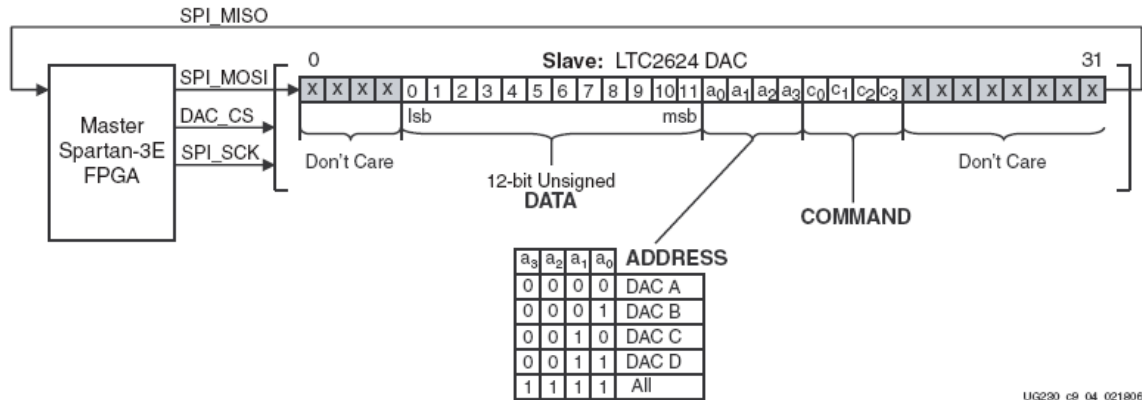 SPI_MISO
0 Slave: LTC2624 DAC 31
SPI_MOSI
X X X X 0 1 2 3 4 5 6 7 8 9 10 11 a0 a1 a2 a3 c0 c1 c2 c3 X X X X X X X X
lsb msb
DAC_CS
SPI_SCK
Master
Spartan-3E
FPGA
Don't Care
12-bit Unsigned
DATA
COMMAND
Don't Care
a3 a2 a1 a0 ADDRESS
0 0 0 0 DAC A
0 0 0 1 DAC B
0 0 1 0 DAC C
0 0 1 1 DAC D
1 1 1 1 All
UG230_c9_04_021806